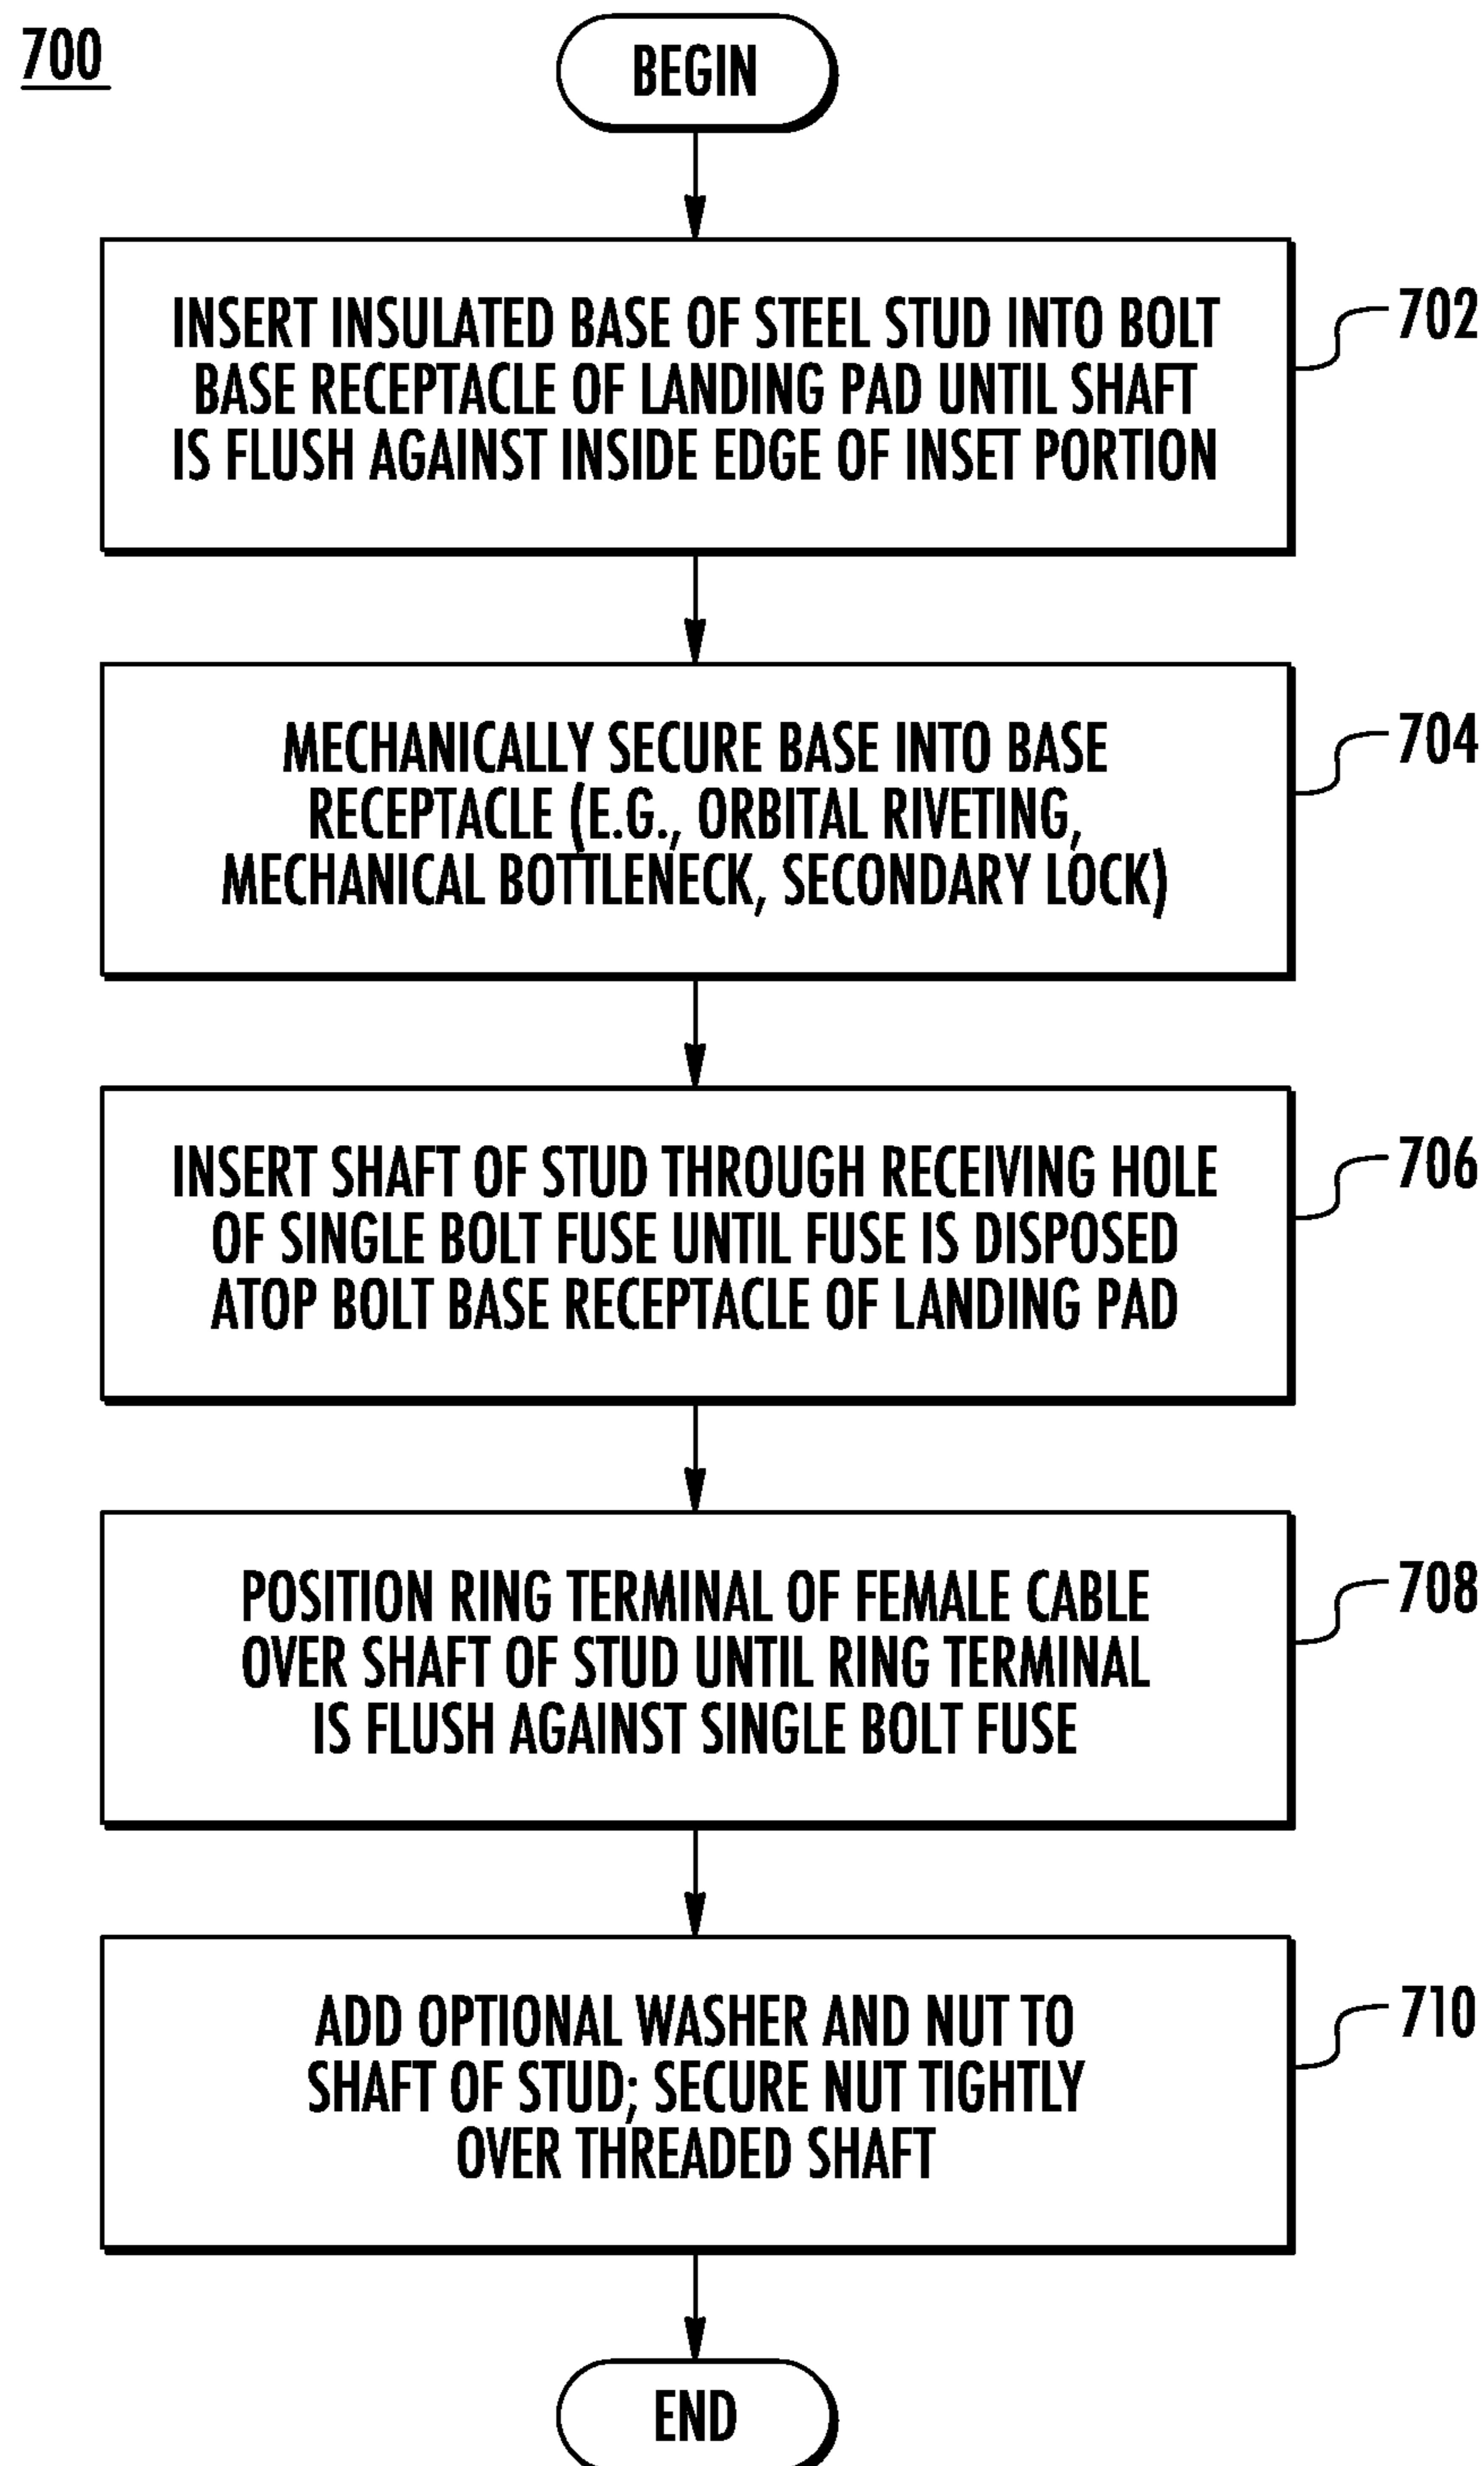 700
BEGIN
INSERT INSULATED BASE OF STEEL STUD INTO BOLT
BASE RECEPTACLE OF LANDING PAD UNTIL SHAFT
IS FLUSH AGAINST INSIDE EDGE OF INSET PORTION
702
MECHANICALLY SECURE BASE INTO BASE
RECEPTACLE (E.G., ORBITAL RIVETING,
MECHANICAL BOTTLENECK, SECONDARY LOCK)
704
INSERT SHAFT OF STUD THROUGH RECEIVING HOLE
OF SINGLE BOLT FUSE UNTIL FUSE IS DISPOSED
ATOP BOLT BASE RECEPTACLE OF LANDING PAD
706
POSITION RING TERMINAL OF FEMALE CABLE
OVER SHAFT OF STUD UNTIL RING TERMINAL
IS FLUSH AGAINST SINGLE BOLT FUSE
708
ADD OPTIONAL WASHER AND NUT TO
SHAFT OF STUD; SECURE NUT TIGHTLY
OVER THREADED SHAFT
710
END